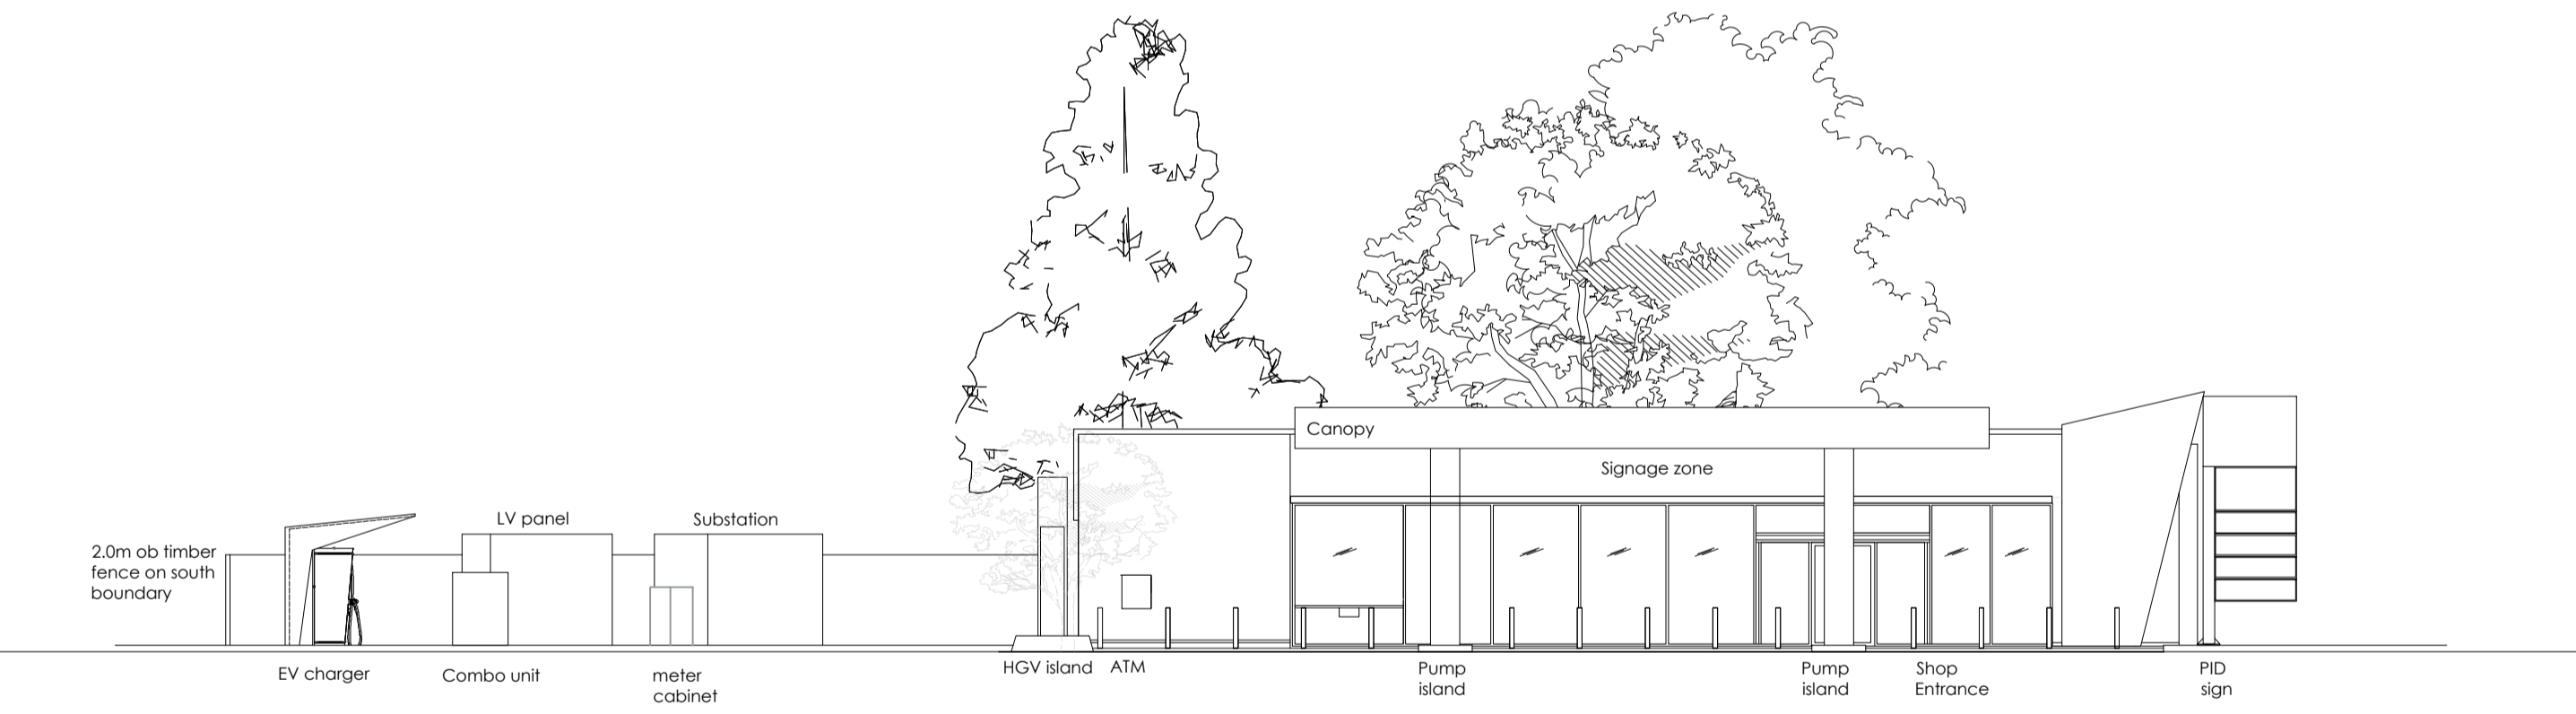 Canopy
Signage zone
LV panel
Substation
2.0m ob timber
fence on south
boundary
EV charger
Combo unit
meter
cabinet
HGV island
ATM
Pump
island
Pump
island
Shop
Entrance
PID
sign